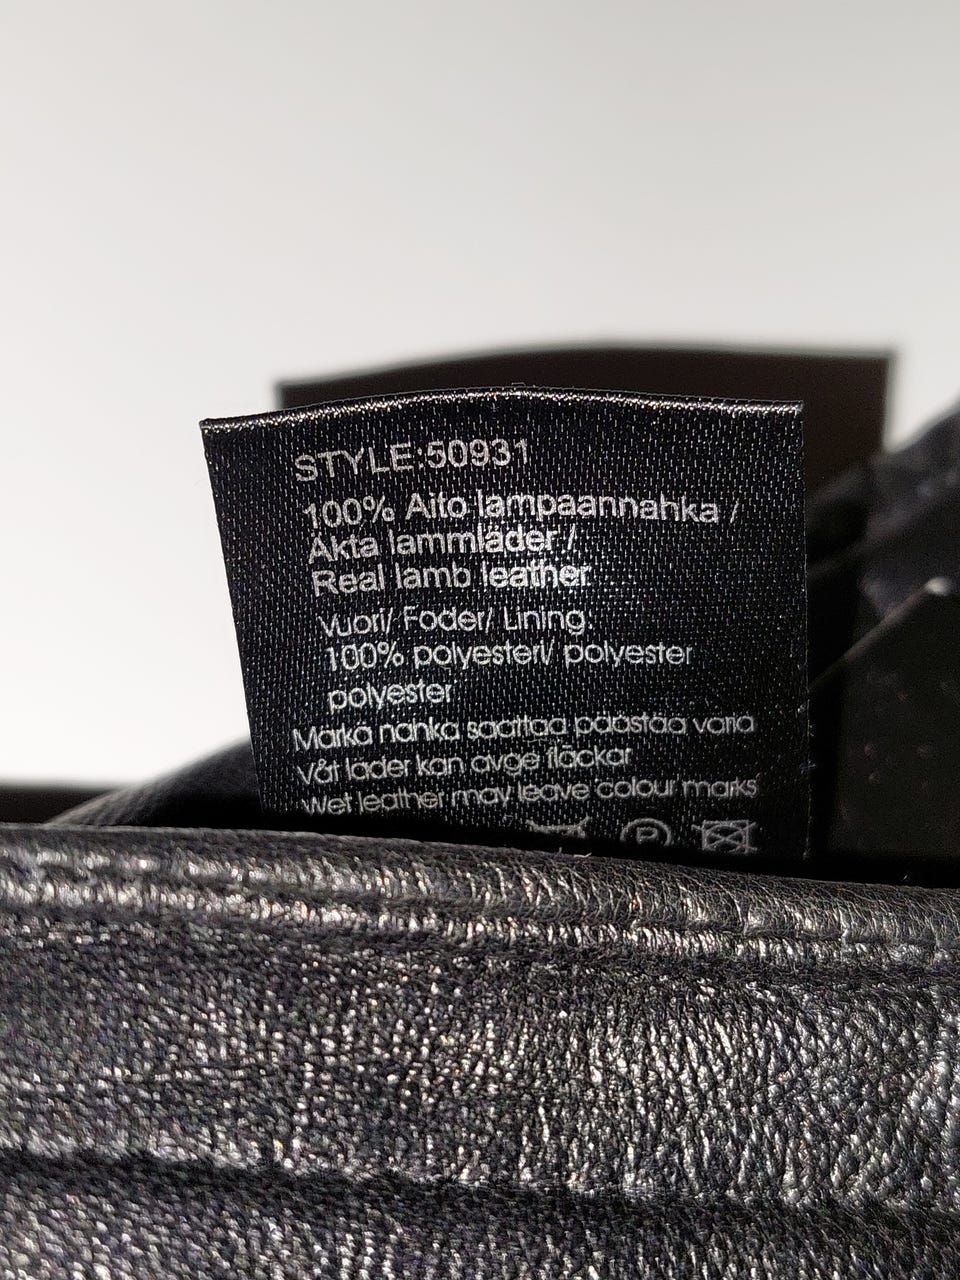 STYLE:50931
100% Aito lampaannahka /
Äkta lammläder /
Real lamb leather
Vuori/ Foder/ Lining:
100% polyesteri/ polyester
polyester
Märkä nahka saattaa päästää väriä
Våt läder kan avge fläckar
Wet leather may leave colour marks
P